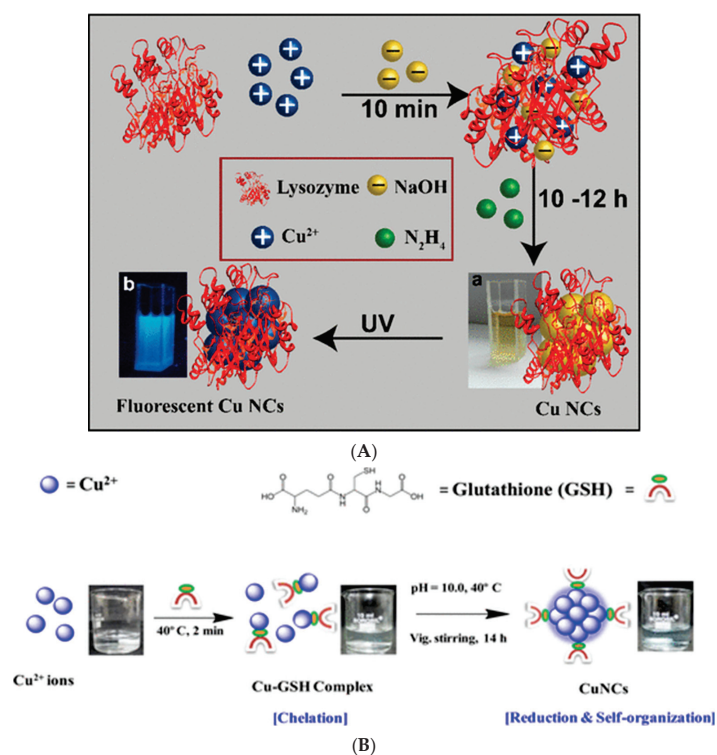 10 min
Lysozyme
NaOH
Cu²⁺
N₂H₄
10 -12 h
b
a
UV
Fluorescent Cu NCs
Cu NCs
(A)
= Cu²⁺
SH
O
O
HO
OH
NH₂
O
N
H
H
N
O
= Glutathione (GSH) =
40° C, 2 min
pH = 10.0, 40° C
Vig. stirring, 14 h
Cu²⁺ ions
Cu-GSH Complex
CuNCs
[Chelation]
[Reduction & Self-organization]
(B)